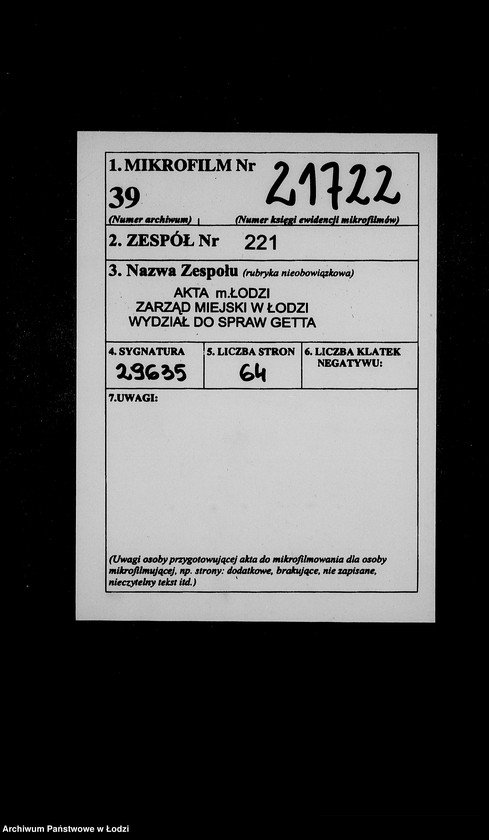 1. MIKROFILM Nr 21722
39
(Numer archiwum) (Numer księgi ewidencji mikrofilmów)
2. ZESPÓŁ Nr 221
3. Nazwa Zespołu (rubryka nieobowiązkowa)
AKTA m.ŁODZI
ZARZĄD MIEJSKI W ŁODZI
WYDZIAŁ DO SPRAW GETTA
4. SYGNATURA 5. LICZBA STRON 6. LICZBA KLATEK
NEGATYWU:
29635 64
7.UWAGI:
(Uwagi osoby przygotowującej akta do mikrofilmowania dla osoby
mikrofilmującej, np. strony: dodatkowe, brakujące, nie zapisane,
nieczytelny tekst itd.)
Archiwum Państwowe w Łodzi